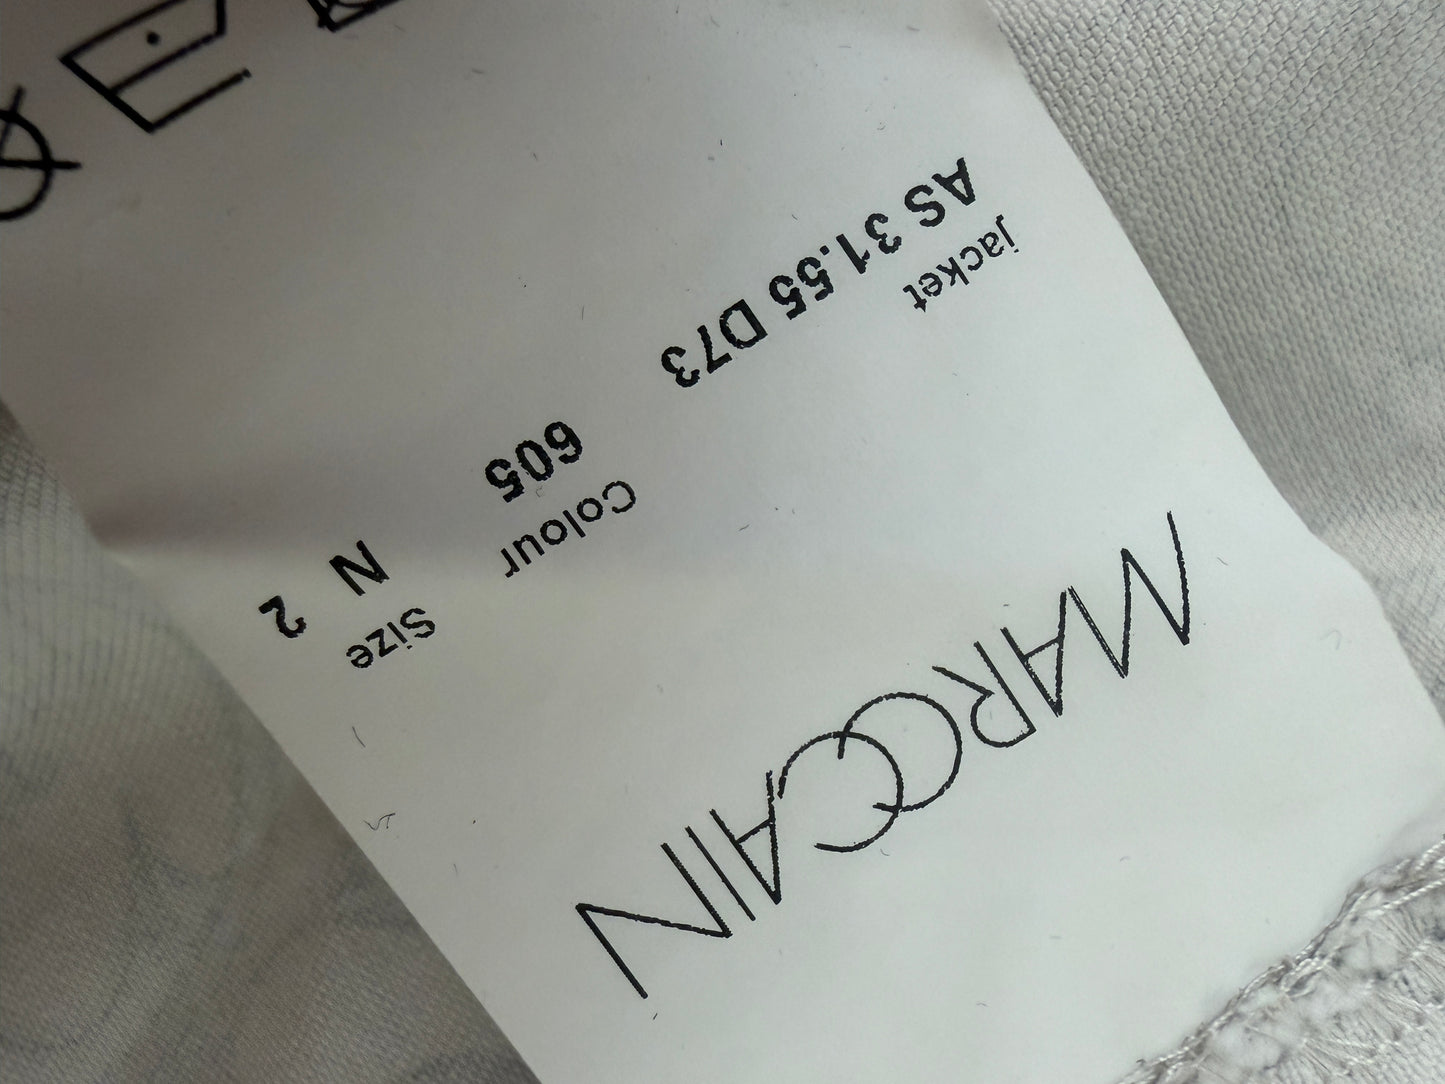 MARCCAIN
jacket
AS 31.55 D73
Colour Size
605 N 2